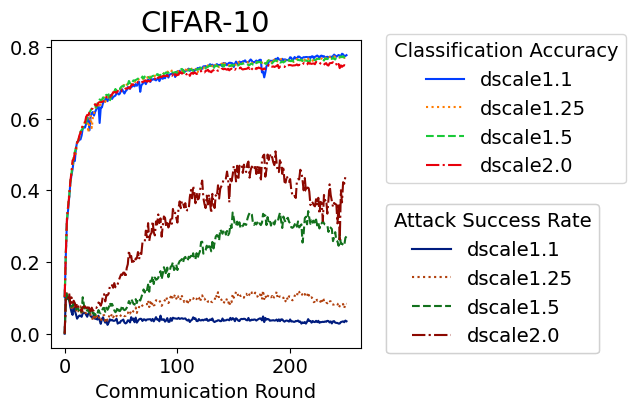 CIFAR-10
0.8
0.6
0.4
0.2
0.0
0
100
200
Communication Round
Classification Accuracy
dscale1.1
dscale1.25
dscale1.5
dscale2.0
Attack Success Rate
dscale1.1
dscale1.25
dscale1.5
dscale2.0